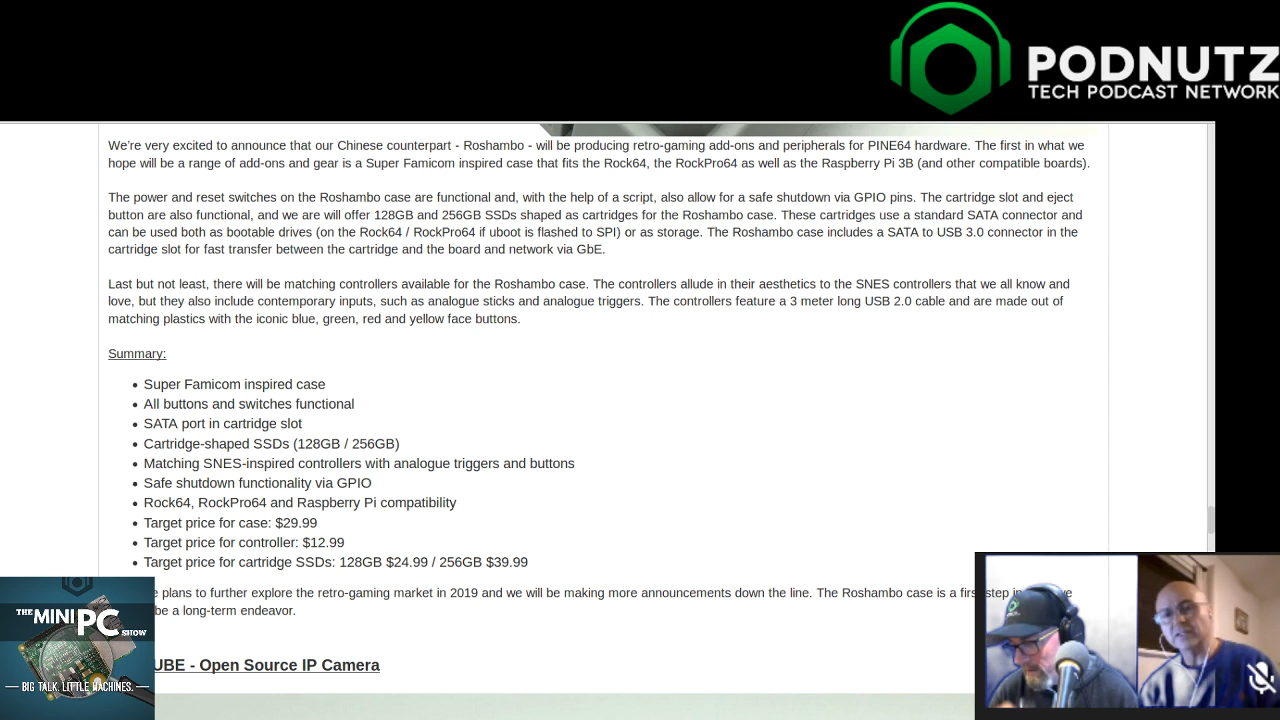 PODNUTZ
TECH PODCAST NETWORK
We're very excited to announce that our Chinese counterpart - Roshambo - will be producing retro-gaming add-ons and peripherals for PINE64 hardware. The first in what we
hope will be a range of add-ons and gear is a Super Famicom inspired case that fits the Rock64, the RockPro64 as well as the Raspberry Pi 3B (and other compatible boards).
The power and reset switches on the Roshambo case are functional and, with the help of a script, also allow for a safe shutdown via GPIO pins. The cartridge slot and eject
button are also functional, and we are will offer 128GB and 256GB SSDs shaped as cartridges for the Roshambo case. These cartridges use a standard SATA connector and
can be used both as bootable drives (on the Rock64 / RockPro64 if uboot is flashed to SPI) or as storage. The Roshambo case includes a SATA to USB 3.0 connector in the
cartridge slot for fast transfer between the cartridge and the board and network via GbE.
Last but not least, there will be matching controllers available for the Roshambo case. The controllers allude in their aesthetics to the SNES controllers that we all know and
love, but they also include contemporary inputs, such as analogue sticks and analogue triggers. The controllers feature a 3 meter long USB 2.0 cable and are made out of
matching plastics with the iconic blue, green, red and yellow face buttons.
Summary:
• Super Famicom inspired case
• All buttons and switches functional
• SATA port in cartridge slot
• Cartridge-shaped SSDs (128GB / 256GB)
• Matching SNES-inspired controllers with analogue triggers and buttons
• Safe shutdown functionality via GPIO
• Rock64, RockPro64 and Raspberry Pi compatibility
• Target price for case: $29.99
• Target price for controller: $12.99
• Target price for cartridge SSDs: 128GB $24.99 / 256GB $39.99
plans to further explore the retro-gaming market in 2019 and we will be making more announcements down the line. The Roshambo case is a first step in
be a long-term endeavor.
UBE - Open Source IP Camera
THE MINI PC SHOW
BIG TALK. LITTLE MACHINES.